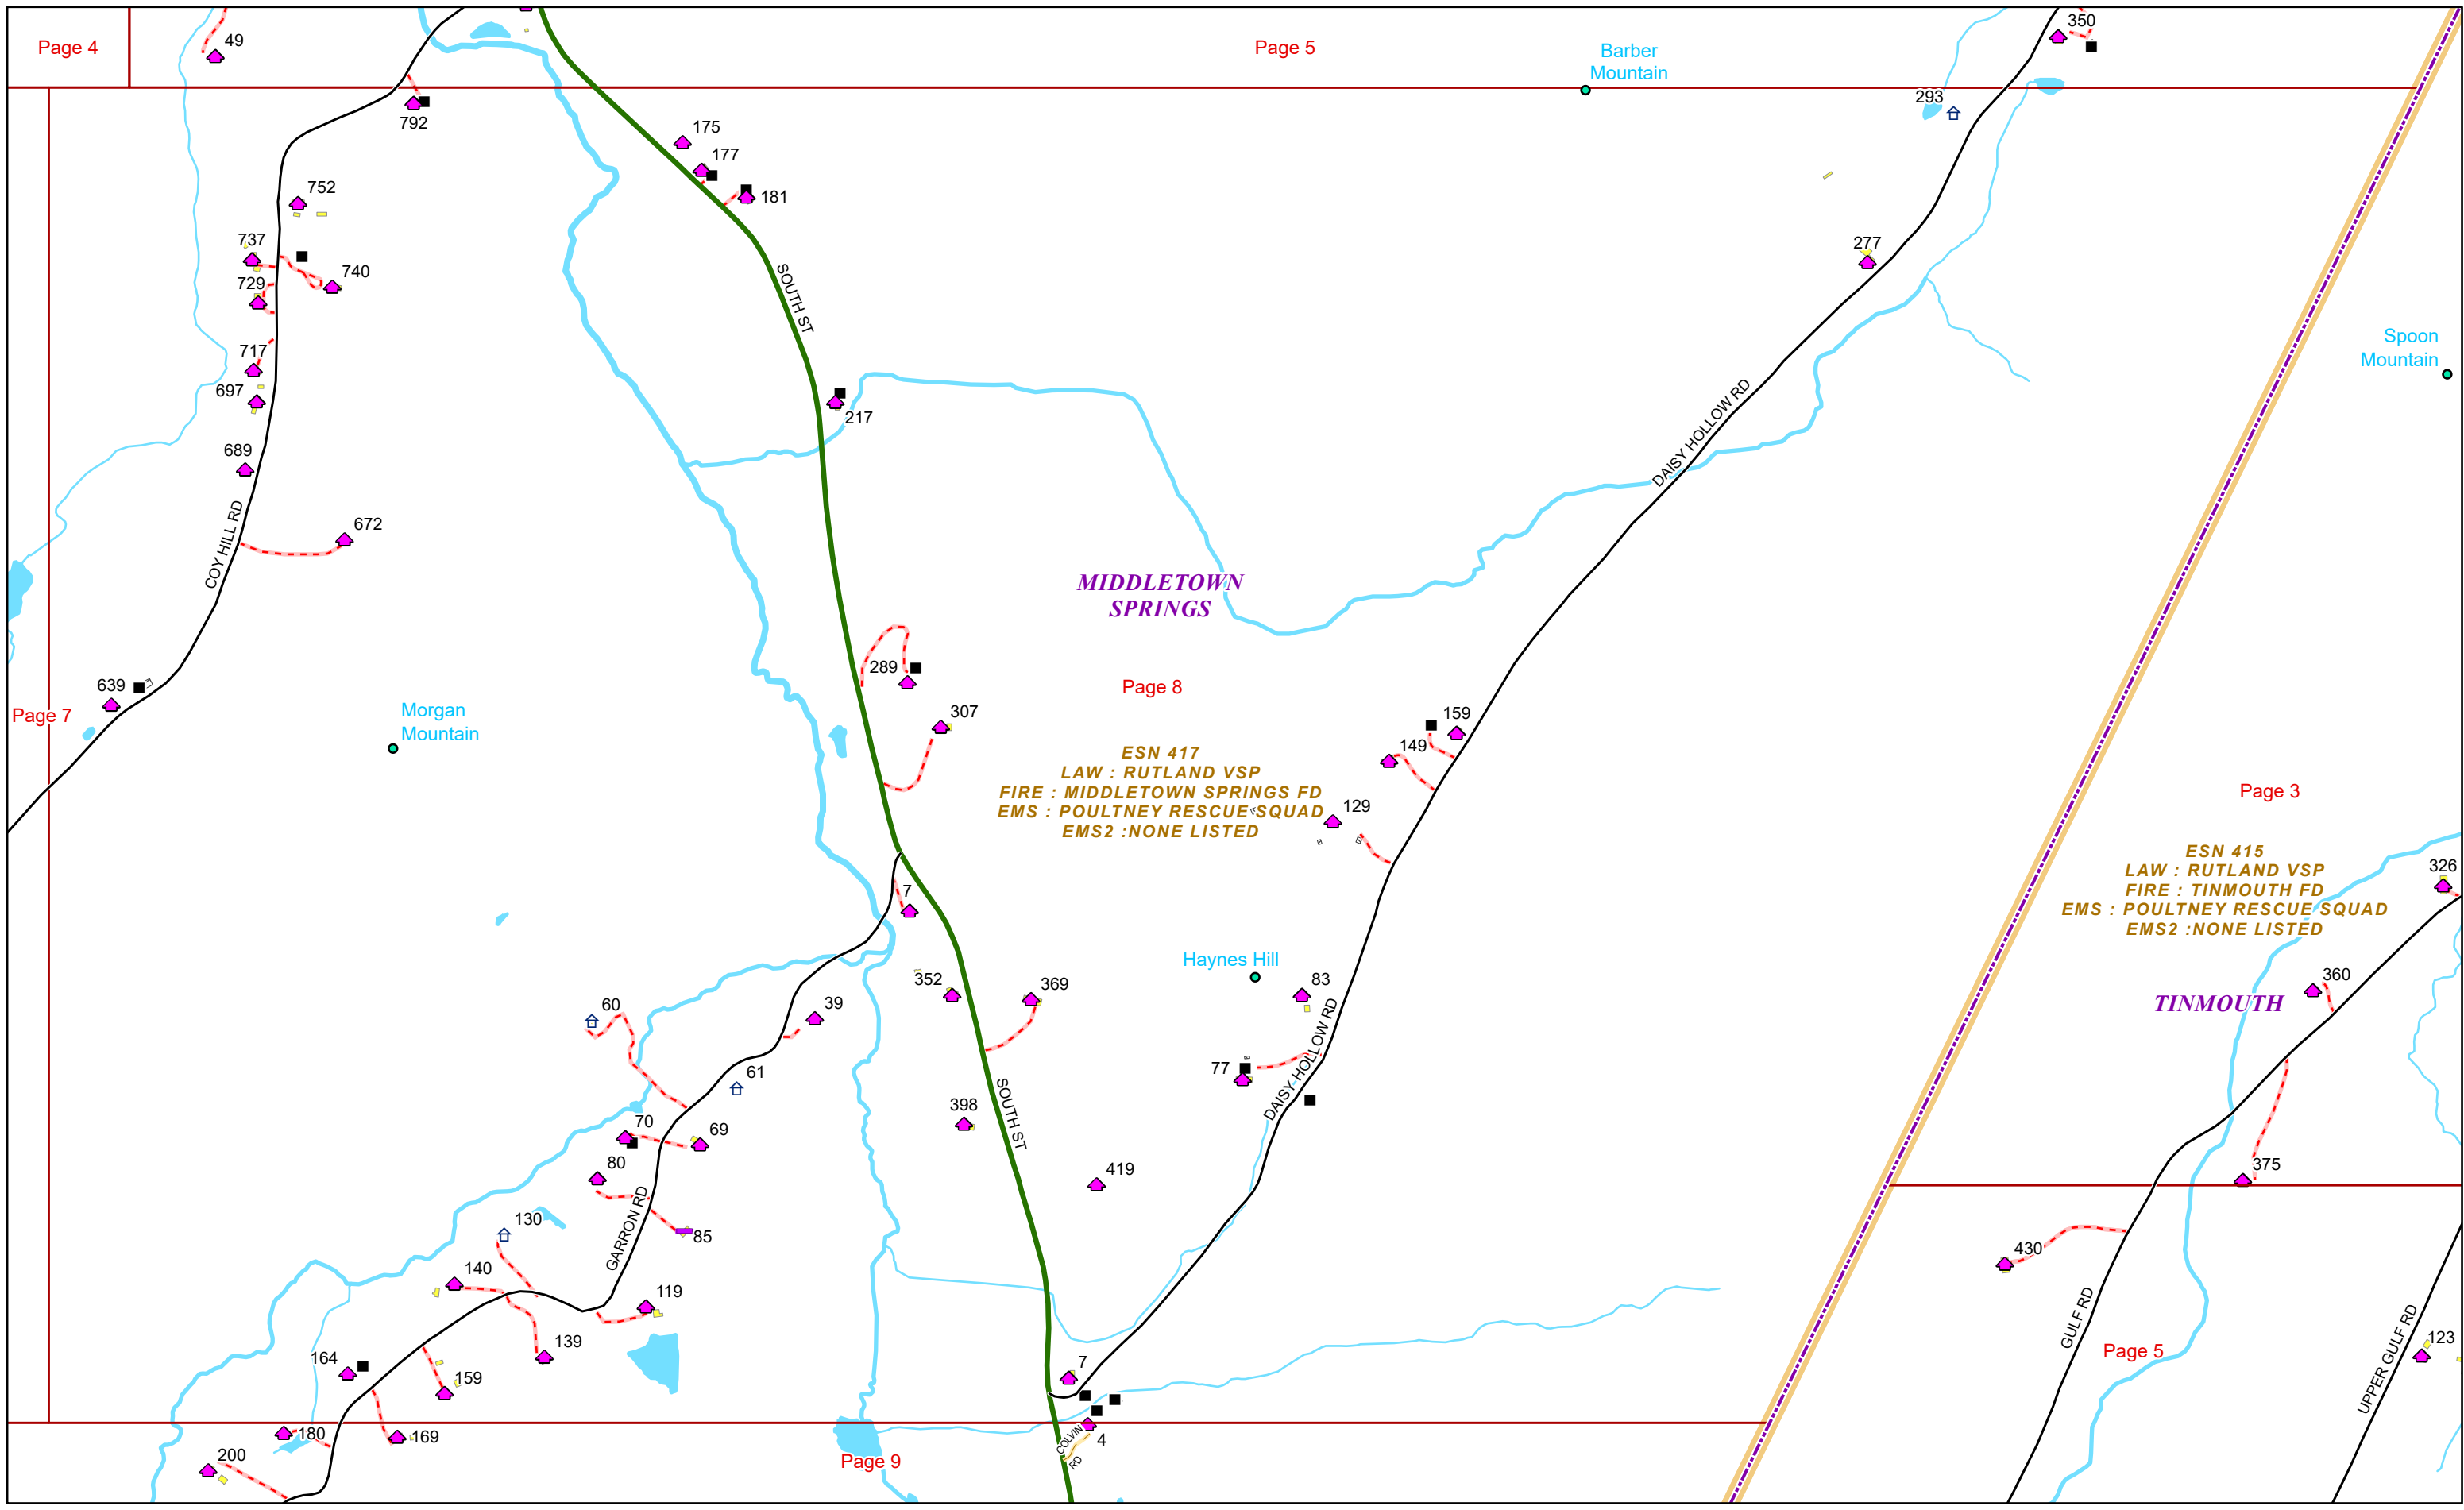 Page 4
49
Page 5
Barber
Mountain
350
293
792
175
177
181
752
737
740
729
277
SOUTH ST
717
697
217
Spoon
Mountain
DAISY HOLLOW RD
689
COY HILL RD
672
MIDDLETOWN
SPRINGS
289
639
Page 7
Morgan
Mountain
307
Page 8
159
149
ESN 417
LAW : RUTLAND VSP
FIRE : MIDDLETOWN SPRINGS FD
EMS : POULTNEY RESCUE SQUAD
EMS2 :NONE LISTED
129
Page 3
ESN 415
LAW : RUTLAND VSP
FIRE : TINMOUTH FD
EMS : POULTNEY RESCUE SQUAD
EMS2 :NONE LISTED
326
7
Haynes Hill
352
369
83
360
TINMOUTH
60
39
61
77
DAISY HOLLOW RD
SOUTH ST
398
70
69
80
419
375
130
85
GARRON RD
140
119
430
GULF RD
139
164
159
7
Page 5
UPPER GULF RD
123
180
169
4
COLVIN
RD
200
Page 9